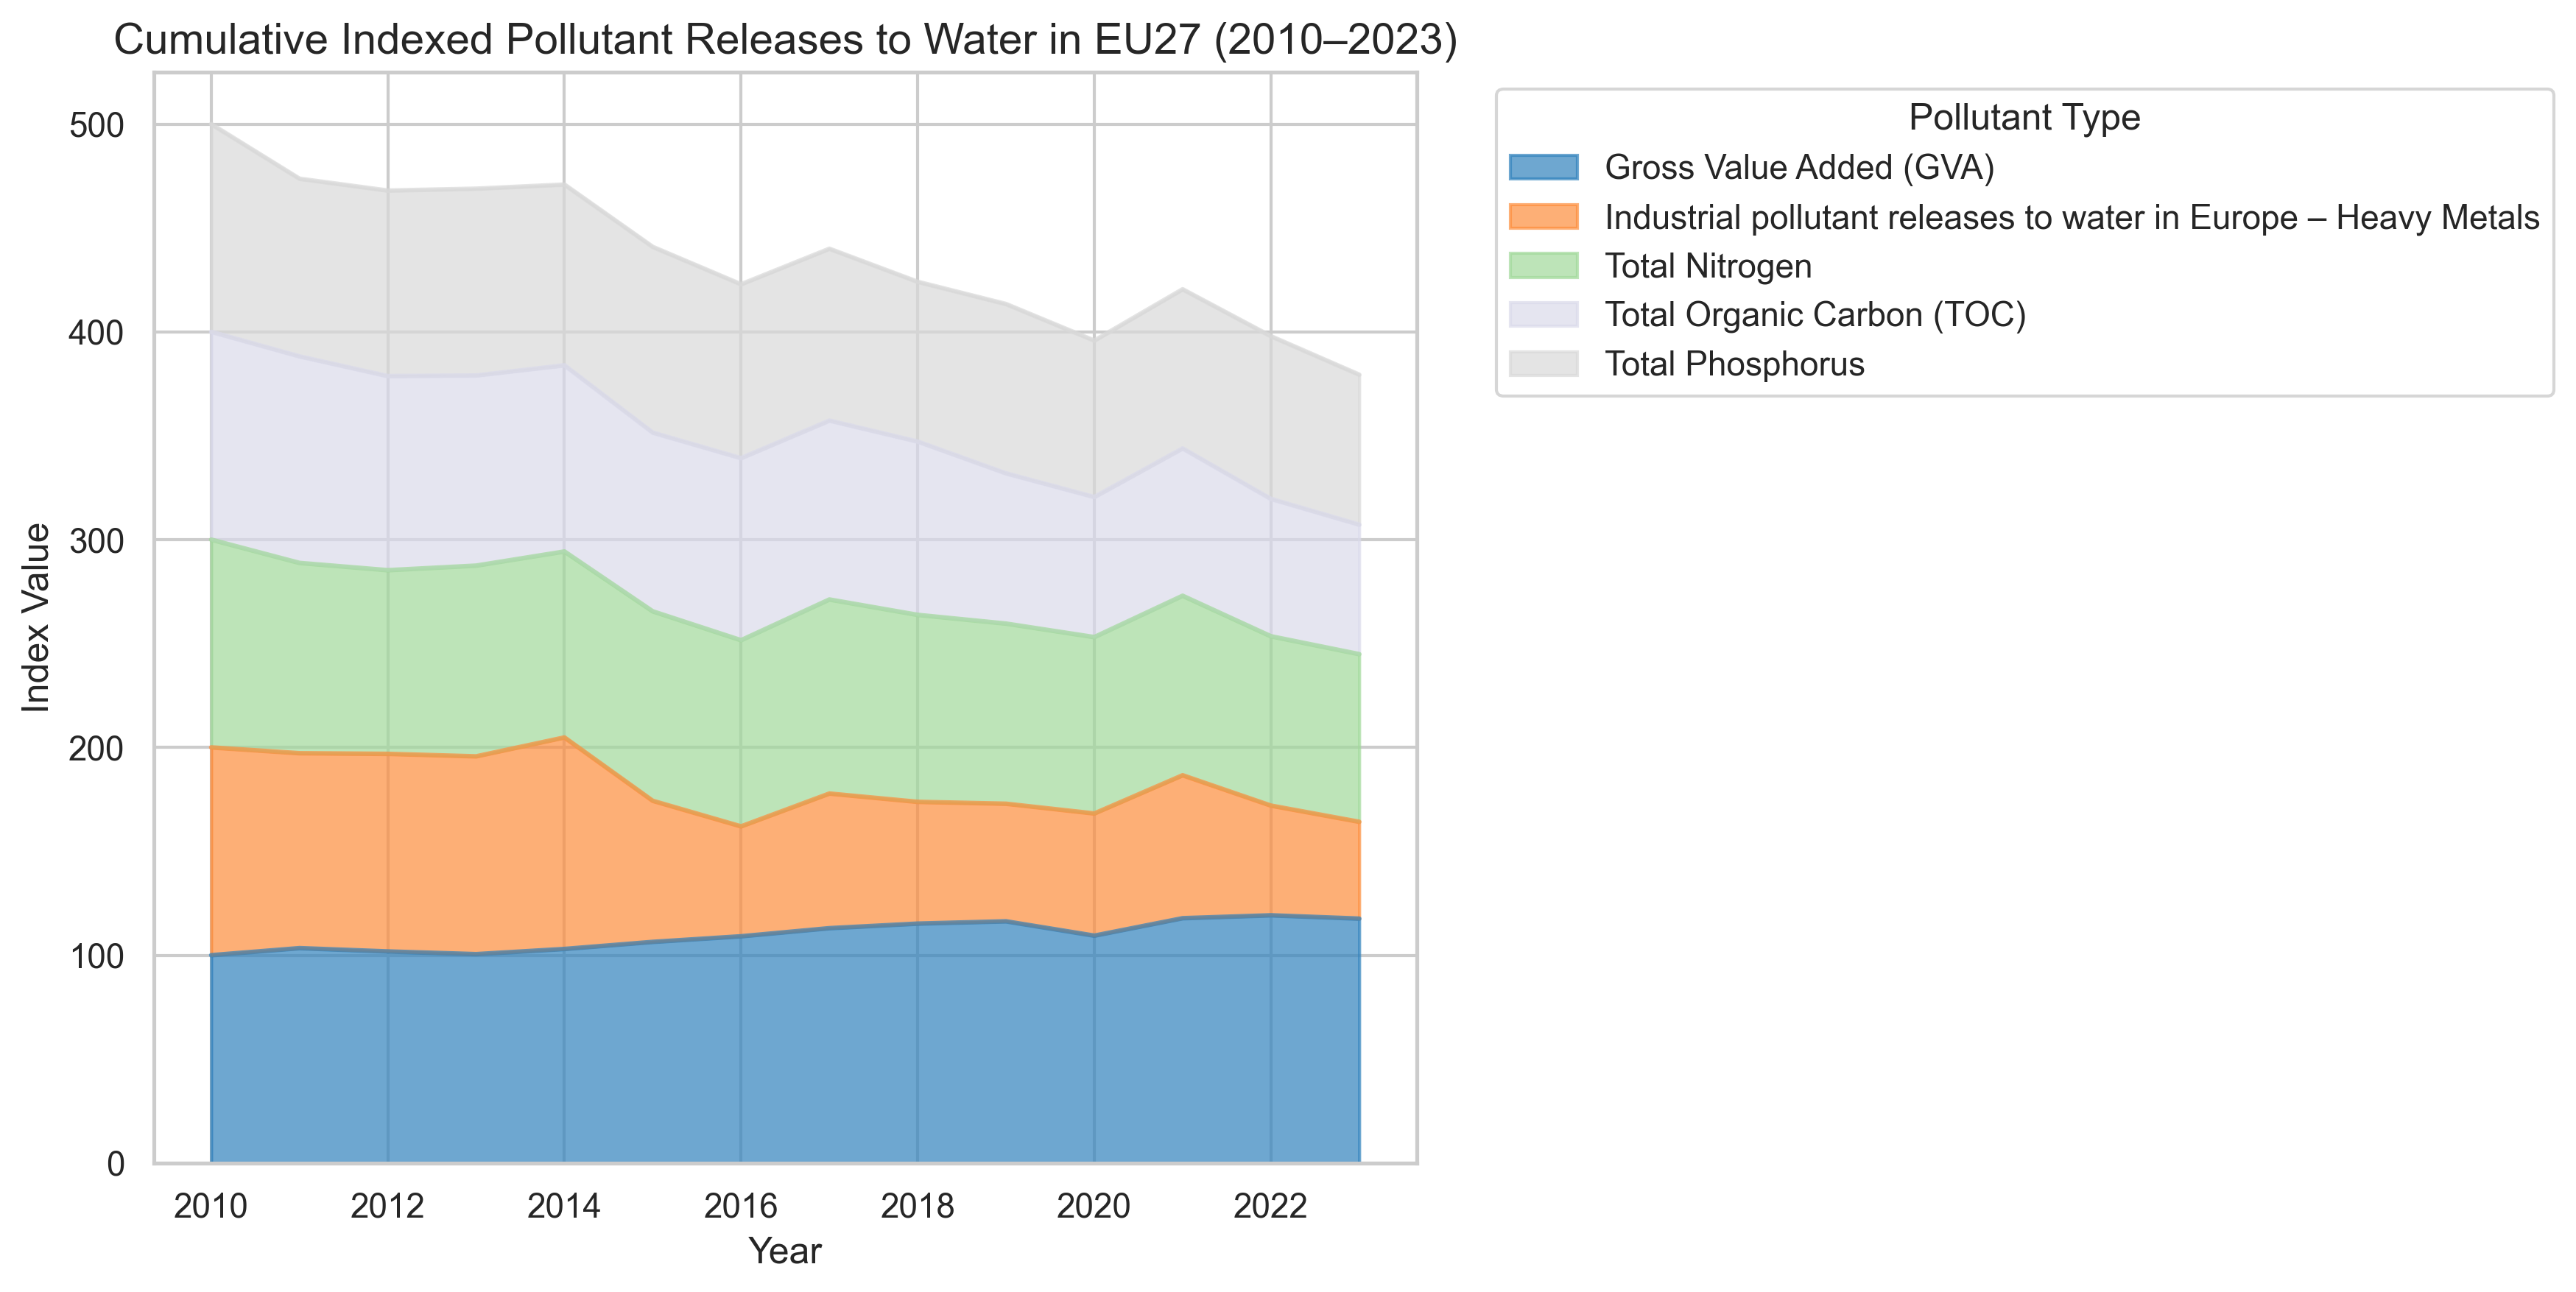 Cumulative Indexed Pollutant Releases to Water in EU27 (2010–2023)
Index Value
500
400
300
200
100
0
2010 2012 2014 2016 2018 2020 2022
Year
Pollutant Type
Gross Value Added (GVA)
Industrial pollutant releases to water in Europe – Heavy Metals
Total Nitrogen
Total Organic Carbon (TOC)
Total Phosphorus